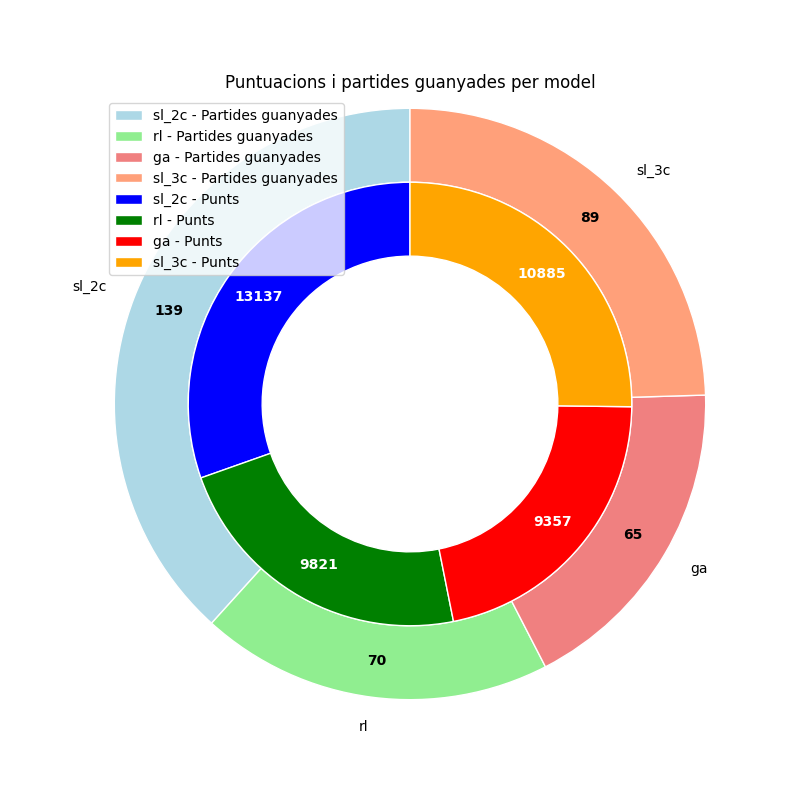 Puntuacions i partides guanyades per model
sl_2c - Partides guanyades
rl - Partides guanyades
ga - Partides guanyades
sl_3c - Partides guanyades
sl_2c - Punts
rl - Punts
ga - Punts
sl_3c - Punts
sl_3c
89
10885
sl_2c
139
13137
9357
65
ga
9821
70
rl